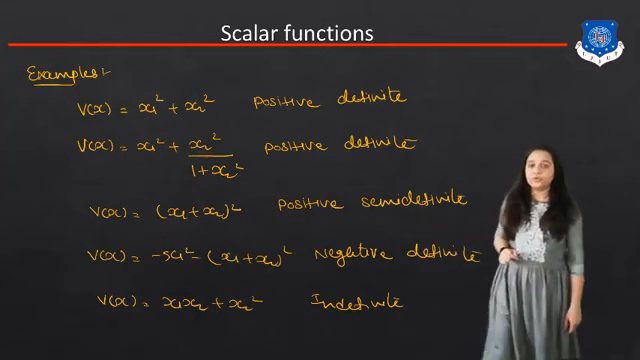 Scalar functions
Examples:-
V(x) = x₁² + x₂² positive definite
V(x) = x₁² + x₂² / 1+x₂² positive definite
V(x) = (x₁ + x₂)² positive semidefinite
V(x) = -x₁² - (x₁ + x₂)² Negative definite
V(x) = x₁x₂ + x₂² Indefinite